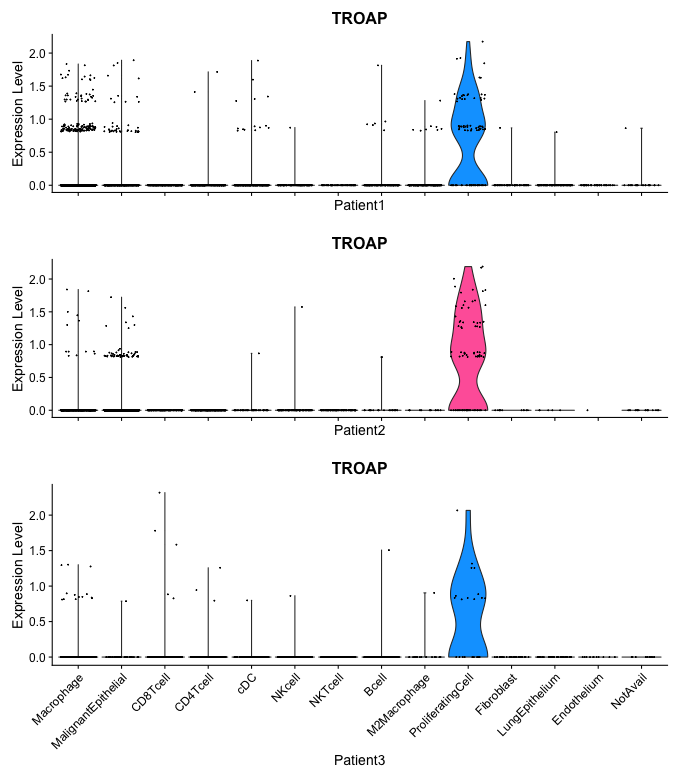 TROAP
Expression Level
2.0
1.5
1.0
0.5
0.0
Patient1
TROAP
Expression Level
2.0
1.5
1.0
0.5
0.0
Patient2
TROAP
Expression Level
2.0
1.5
1.0
0.5
0.0
Macrophage
MalignantEpithelial
CD8Tcell
CD4Tcell
cDC
NKcell
NKTcell
Bcell
M2Macrophage
ProliferatingCell
Fibroblast
LungEpithelium
Endothelium
NotAvail
Patient3